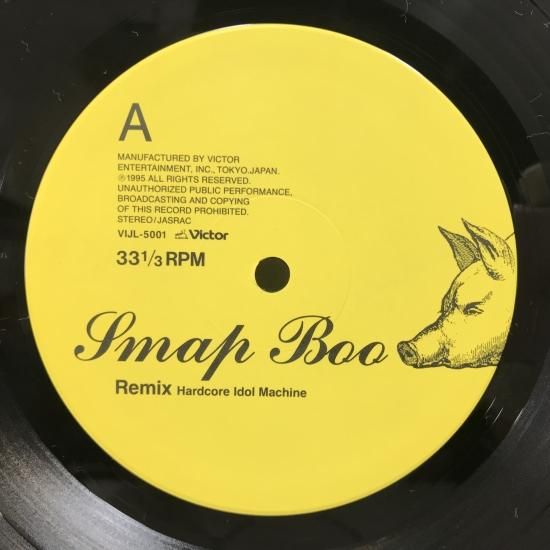 A
MANUFACTURED BY VICTOR
ENTERTAINMENT, INC., TOKYO.JAPAN.
℗1995 ALL RIGHTS RESERVED.
UNAUTHORIZED PUBLIC PERFORMANCE,
BROADCASTING AND COPYING
OF THIS RECORD PROHIBITED.
STEREO/JASRAC
VIJL-5001 Victor
33 1/3 RPM
Smap Boo
Remix Hardcore Idol Machine